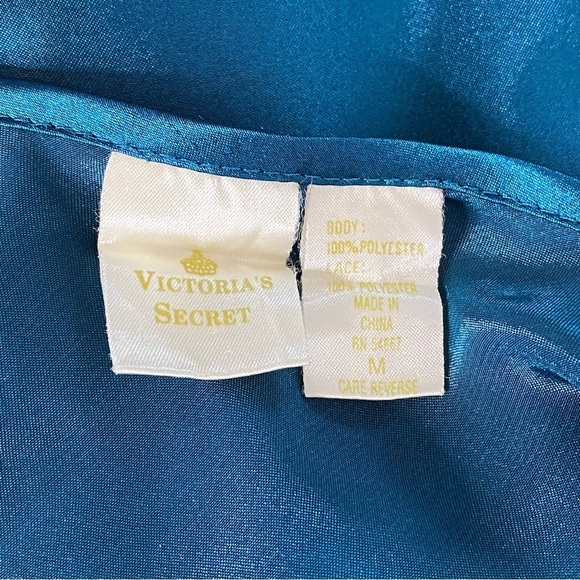 VICTORIA'S
SECRET
BODY:
100% POLYESTER
LACE:
100% POLYESTER
MADE IN
CHINA
RN 54867
M
CARE REVERSE